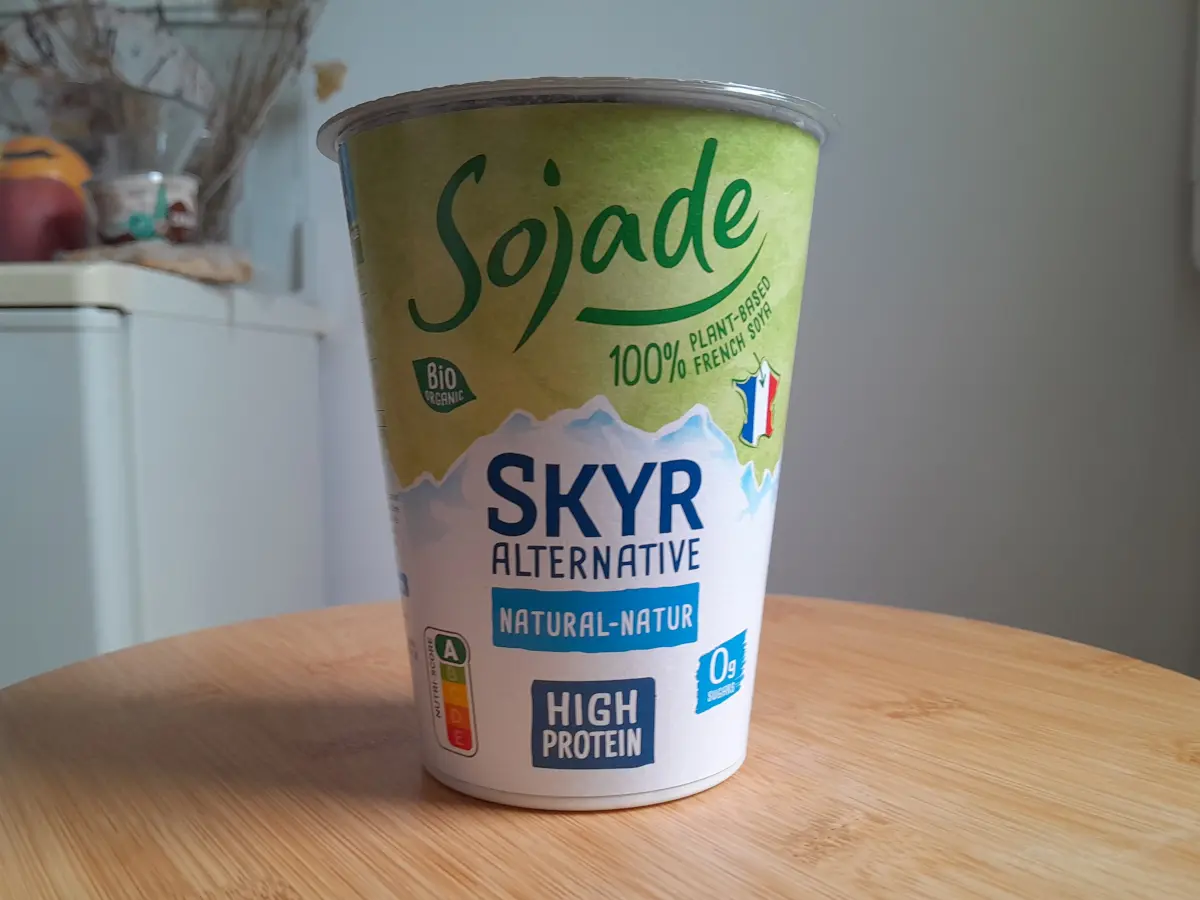 Sojade
100% PLANT-BASED
FRENCH SOYA
Bio
ORGANIC
SKYR
ALTERNATIVE
NATURAL-NATUR
0g
SUGARS
NUTRI-SCORE
A
B
D
E
HIGH
PROTEIN